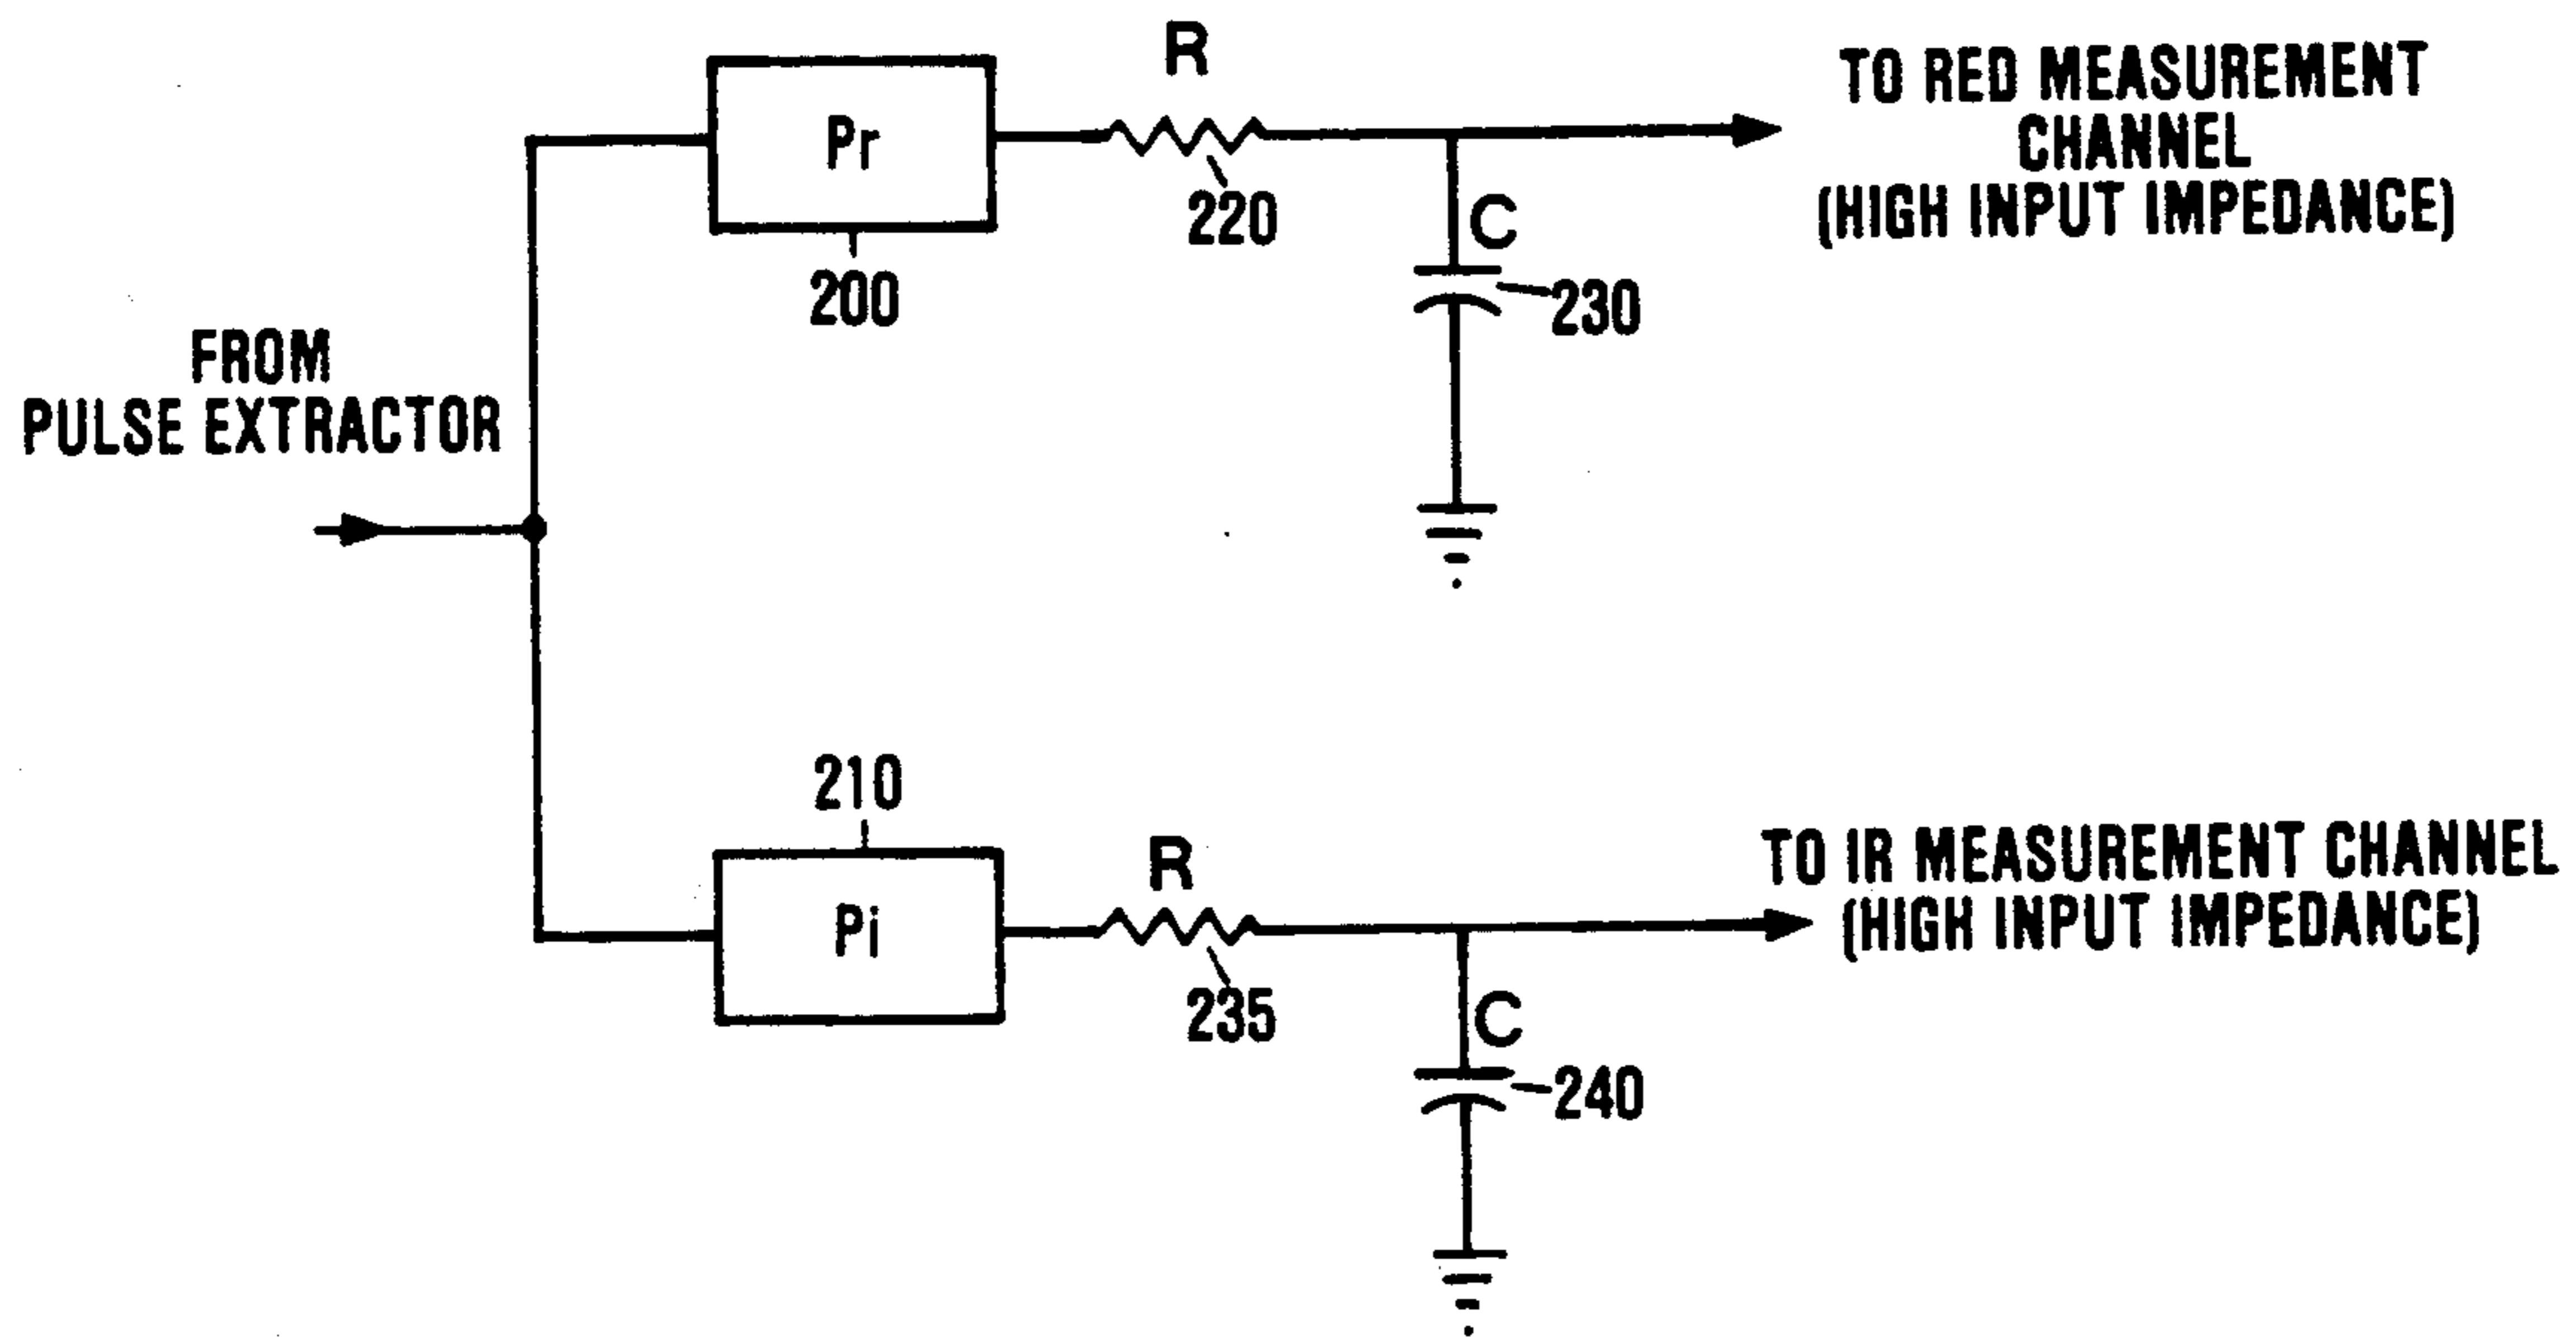 R
TO RED MEASUREMENT
CHANNEL
(HIGH INPUT IMPEDANCE)
Pr
220
C
200
230
FROM
PULSE EXTRACTOR
210
R
TO IR MEASUREMENT CHANNEL
(HIGH INPUT IMPEDANCE)
Pi
235
C
240